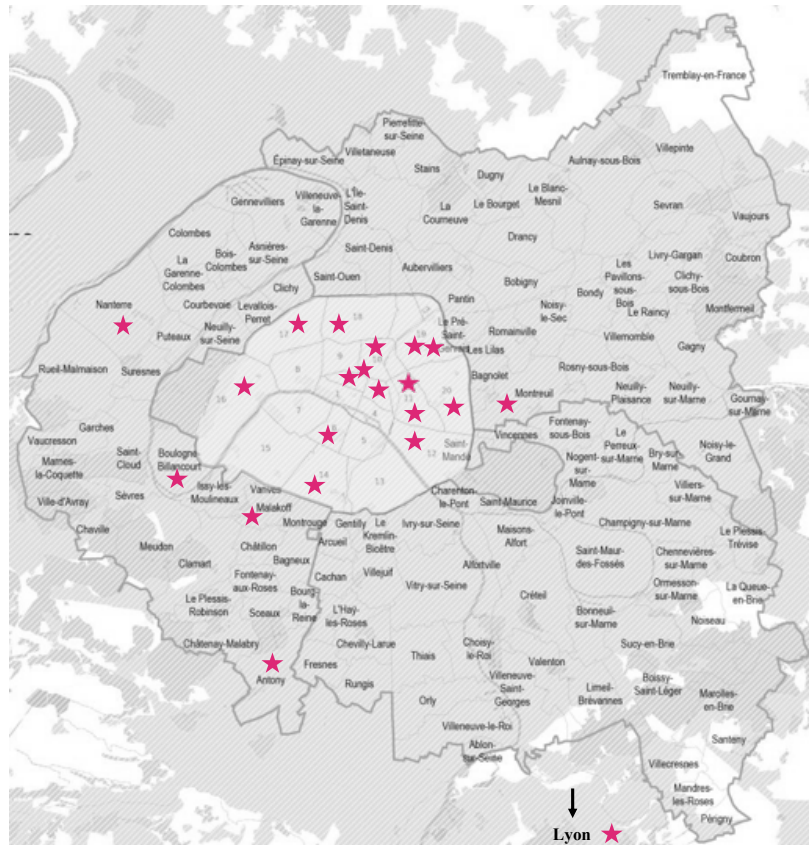 Tremblay-en-France
Pierrefitte-
sur-Seine
Villetaneuse
Épinay-sur-Seine
Stains
Dugny
Aulnay-sous-Bois
Villepinte
Gennevilliers
Villeneuve-
la-
Garenne
L'Île-
Saint-
Denis
La
Courneuve
Le Bourget
Le Blanc-
Mesnil
Sevran
Vaujours
Colombes
Bois-
Colombes
Asnières-
sur-Seine
Saint-Denis
Drancy
La
Garenne-
Colombes
Saint-Ouen
Aubervilliers
Bobigny
Les
Pavillons-
sous-
Bois
Livry-Gargan
Clichy-
sous-Bois
Coubron
Clichy
Courbevoie
Levallois-
Perret
Pantin
Noisy-
le-Sec
Bondy
Le Raincy
Montfermeil
Nanterre
Puteaux
Neuilly-
sur-Seine
17
18
19
Le Pré-
Saint-
Gervais
Les Lilas
Romainville
Villemomble
Gagny
Rueil-Malmaison
Suresnes
8
9
Bagnolet
Rosny-sous-Bois
16
7
1
11
20
4
Montreuil
Neuilly-
Plaisance
Neuilly-
sur-Marne
Gournay-
sur-Marne
Garches
Vaucresson
Saint-
Cloud
Boulogne-
Billancourt
15
6
5
12
Saint-
Mandé
Vincennes
Fontenay-
sous-Bois
Le
Perreux-
sur-Marne
Noisy-le-
Grand
Marnes-
la-Coquette
Ville-d'Avray
Sèvres
Issy-les-
Moulineaux
Vanves
Malakoff
14
13
Charenton-
le-Pont
Saint-Maurice
Nogent-
sur-
Marne
Bry-sur-
Marne
Joinville-
le-Pont
Villiers-
sur-Marne
Chaville
Meudon
Montrouge
Gentilly
Le
Kremlin-
Bicêtre
Ivry-sur-Seine
Maisons-
Alfort
Champigny-sur-Marne
Le Plessis-
Trévise
Clamart
Châtillon
Bagneux
Arcueil
Cachan
Villejuif
Alfortville
Saint-Maur-
des-Fossés
Chennevières-
sur-Marne
Fontenay-
aux-Roses
Vitry-sur-Seine
Créteil
Ormesson-
sur-Marne
La Queue-
en-Brie
Le Plessis-
Robinson
Sceaux
Bourg-
la-
Reine
L'Haÿ-
les-Roses
Bonneuil-
sur-Marne
Noiseau
Châtenay-Malabry
Chevilly-Larue
Thiais
Choisy-
le-Roi
Sucy-en-Brie
Antony
Fresnes
Rungis
Valenton
Villeneuve-
Saint-
Georges
Limeil-
Brévannes
Boissy-
Saint-Léger
Marolles-
en-Brie
Orly
Villeneuve-le-Roi
Ablon-
sur-Seine
Santeny
Villecresnes
Mandres-
les-Roses
Périgny
Lyon